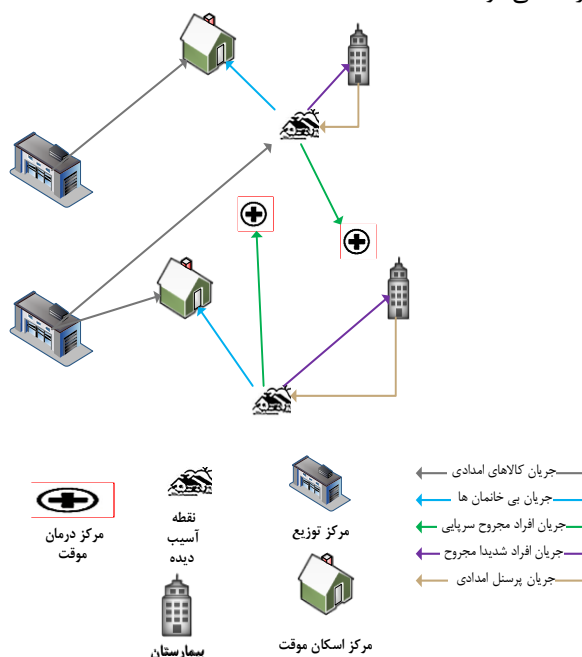 جریان کالاهای امدادی
جریان بی خانمان ها
جریان افراد مجروح سرپایی
جریان افراد شدیدا مجروح
جریان پرسنل امدادی
مرکز توزیع
نقطه
آسیب
دیده
مرکز درمان
موقت
مرکز اسکان موقت
بیمارستان